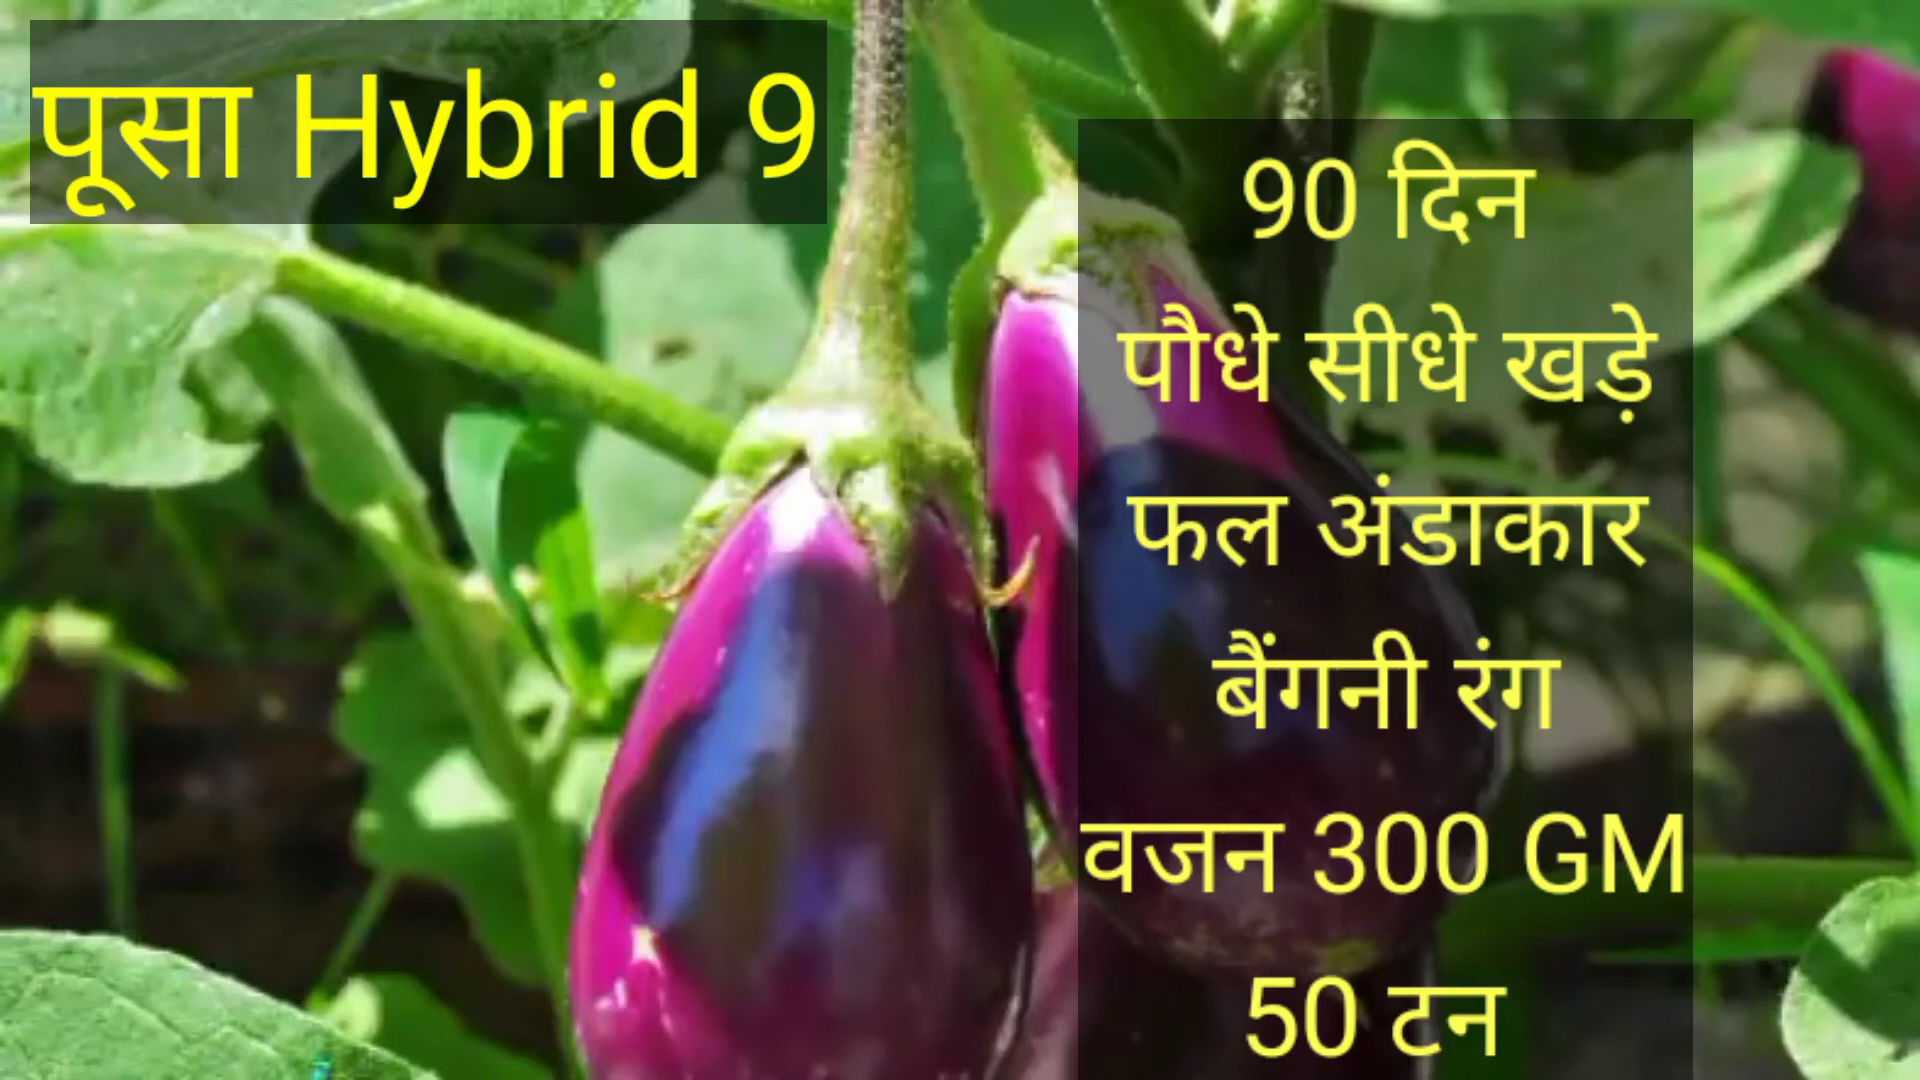 पूसा Hybrid 9
90 दिन
पौधे सीधे खड़े
फल अंडाकार
बैंगनी रंग
वजन 300 GM
50 टन